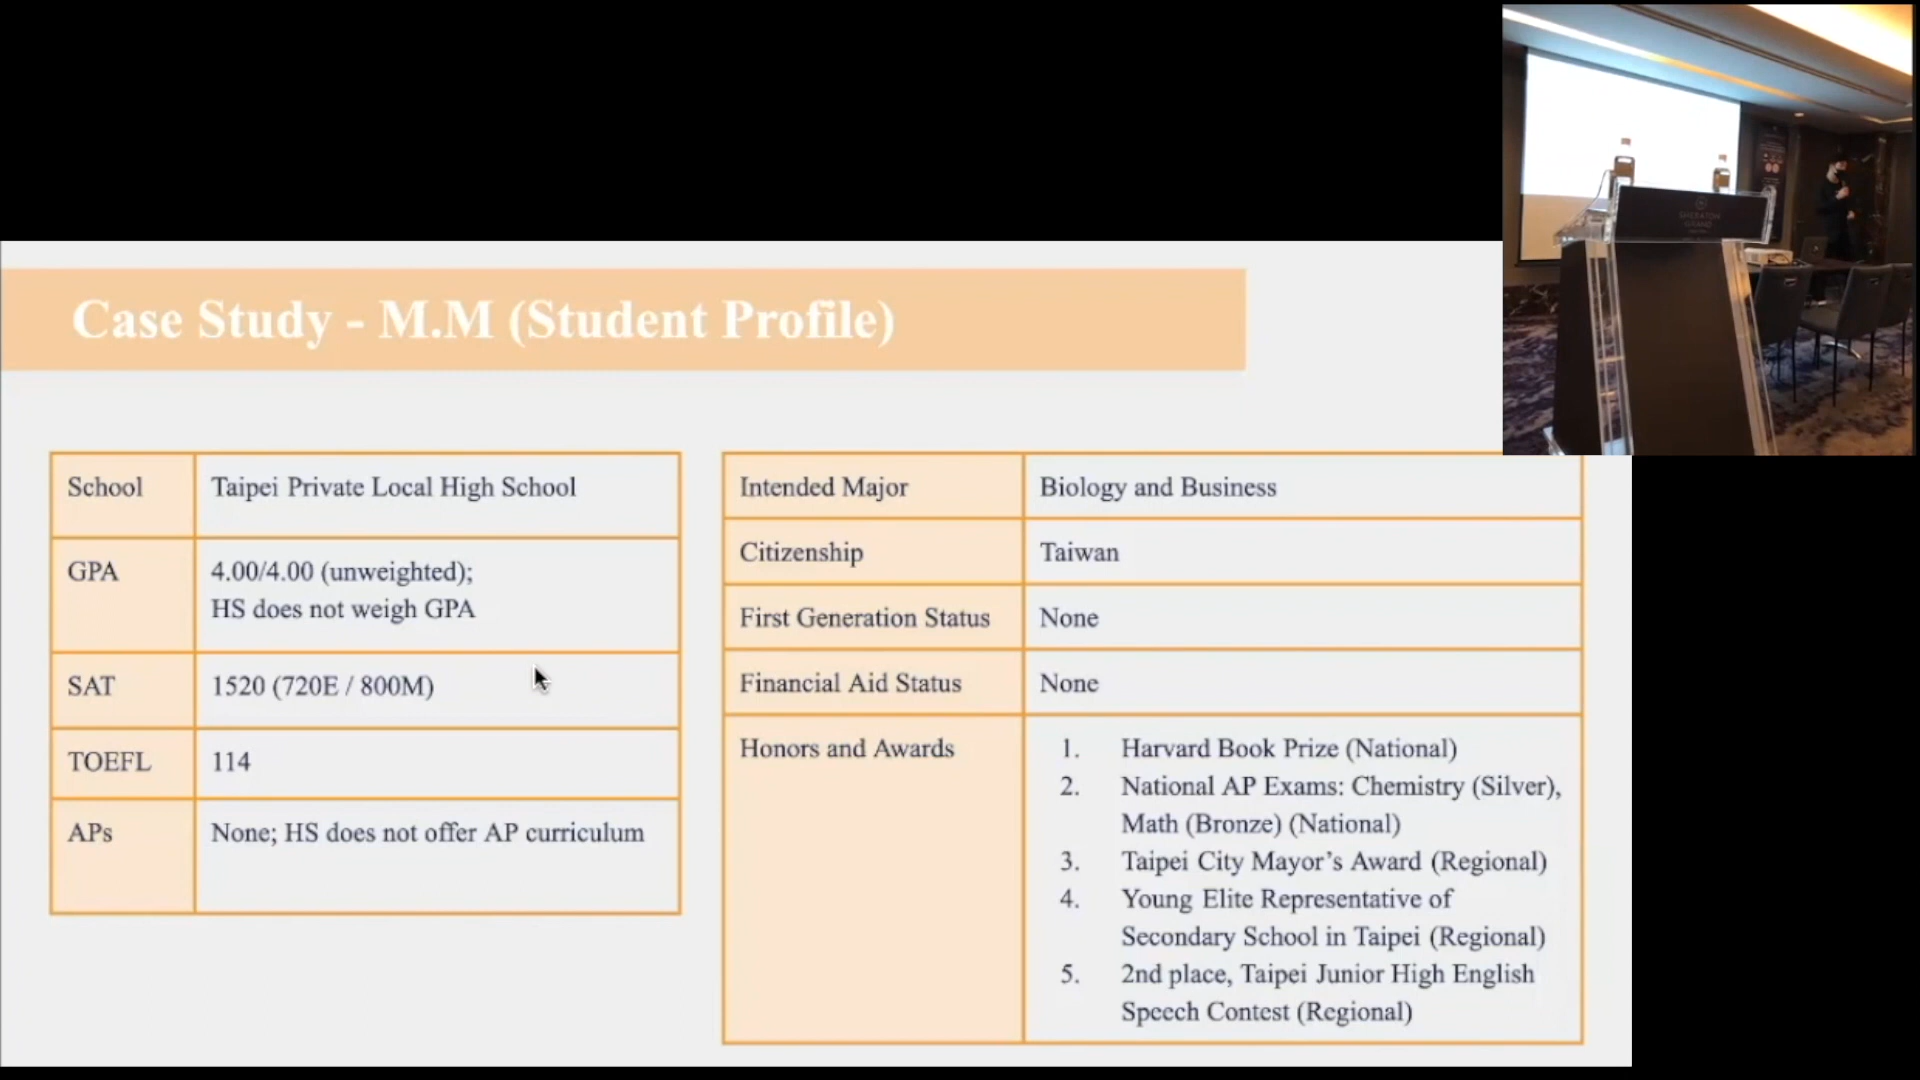 Case Study - M.M (Student Profile)
School
Taipei Private Local High School
GPA
4.00/4.00 (unweighted);
HS does not weigh GPA
SAT
1520 (720E / 800M)
TOEFL
114
APs
None; HS does not offer AP curriculum
Intended Major
Biology and Business
Citizenship
Taiwan
First Generation Status
None
Financial Aid Status
None
Honors and Awards
1. Harvard Book Prize (National)
2. National AP Exams: Chemistry (Silver),
Math (Bronze) (National)
3. Taipei City Mayor’s Award (Regional)
4. Young Elite Representative of
Secondary School in Taipei (Regional)
5. 2nd place, Taipei Junior High English
Speech Contest (Regional)
SHERATON
GRAND